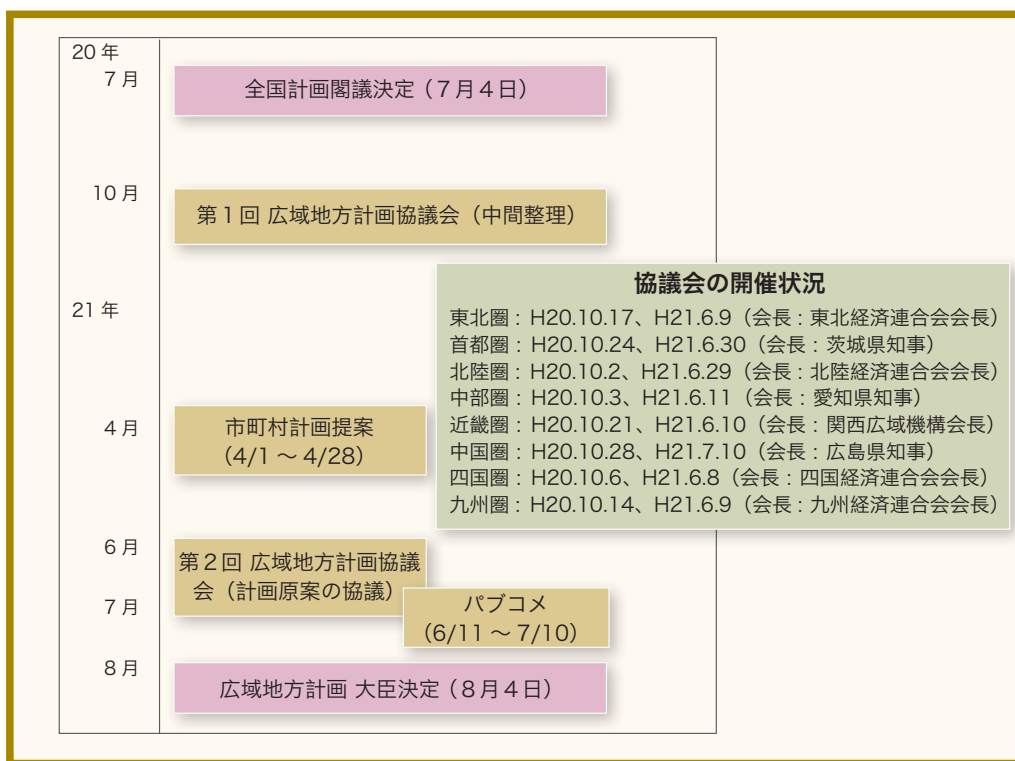 20 年
7 月
全国計画閣議決定（７月４日）
10 月
第１回 広域地方計画協議会（中間整理）
21 年
協議会の開催状況
東北圏 : H20.10.17、H21.6.9（会長 : 東北経済連合会会長）
首都圏 : H20.10.24、H21.6.30（会長 : 茨城県知事）
北陸圏 : H20.10.2、H21.6.29（会長 : 北陸経済連合会会長）
中部圏 : H20.10.3、H21.6.11（会長 : 愛知県知事）
近畿圏 : H20.10.21、H21.6.10（会長 : 関西広域機構会長）
中国圏 : H20.10.28、H21.7.10（会長 : 広島県知事）
四国圏 : H20.10.6、H21.6.8（会長 : 四国経済連合会会長）
九州圏 : H20.10.14、H21.6.9（会長 : 九州経済連合会会長）
4 月
市町村計画提案
（4/1 ～ 4/28）
6 月
第２回 広域地方計画協議
会（計画原案の協議）
7 月
パブコメ
（6/11 ～ 7/10）
8 月
広域地方計画 大臣決定（８月４日）